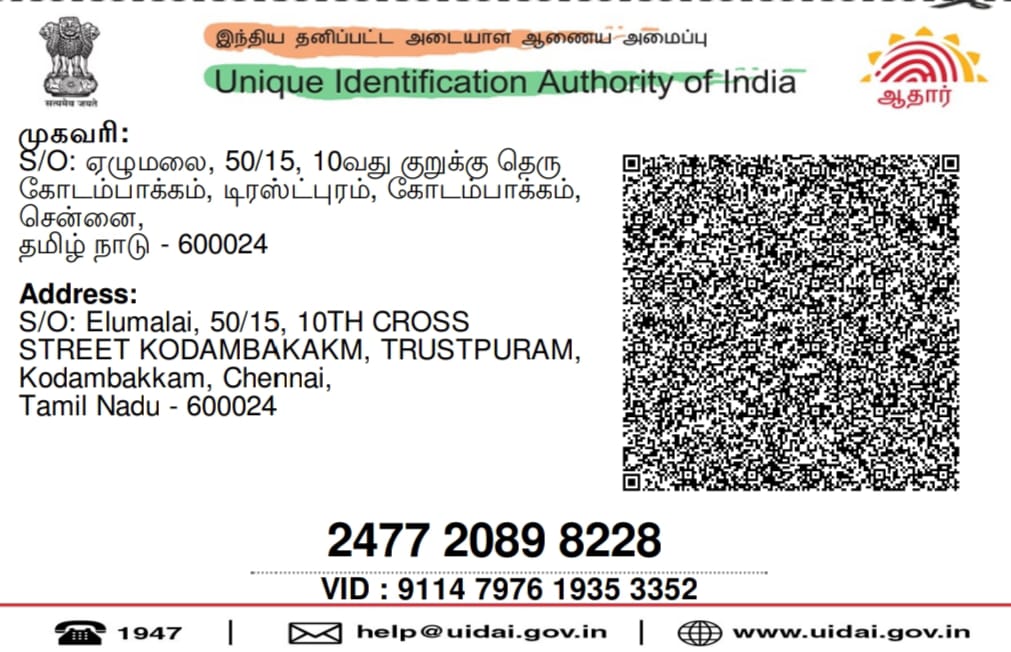 இந்திய தனிப்பட்ட அடையாள ஆணைய அமைப்பு
Unique Identification Authority of India
सत्यमेव जयते
ஆதார்
முகவரி:
S/O: ஏழுமலை, 50/15, 10வது குறுக்கு தெரு
கோடம்பாக்கம், டிரஸ்ட்புரம், கோடம்பாக்கம்,
சென்னை,
தமிழ் நாடு - 600024
Address:
S/O: Elumalai, 50/15, 10TH CROSS
STREET KODAMBAKAKM, TRUSTPURAM,
Kodambakkam, Chennai,
Tamil Nadu - 600024
2477 2089 8228
VID : 9114 7976 1935 3352
1947 | help@uidai.gov.in | www.uidai.gov.in